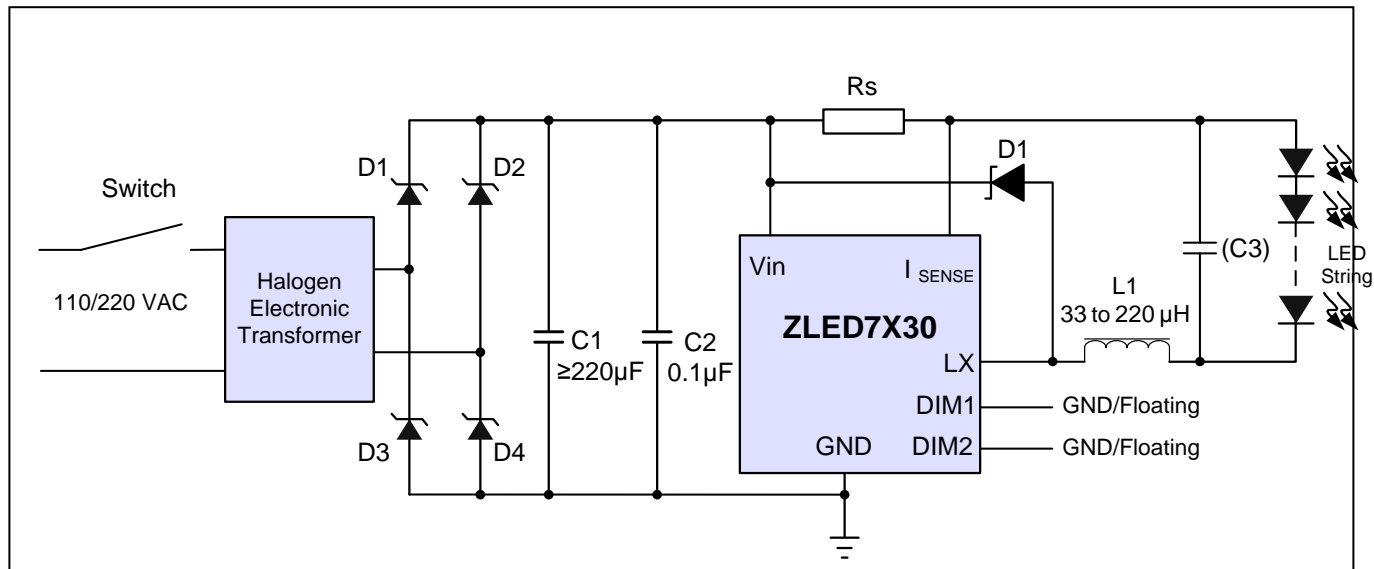 Rs
D1
D2
D1
Switch
Halogen
Electronic
Transformer
110/220 VAC
Vin
I SENSE
ZLED7X30
(C3)
LED
String
L1
33 to 220 µH
C1
≥220µF
C2
0.1µF
LX
DIM1
GND/Floating
D3
D4
GND
DIM2
GND/Floating